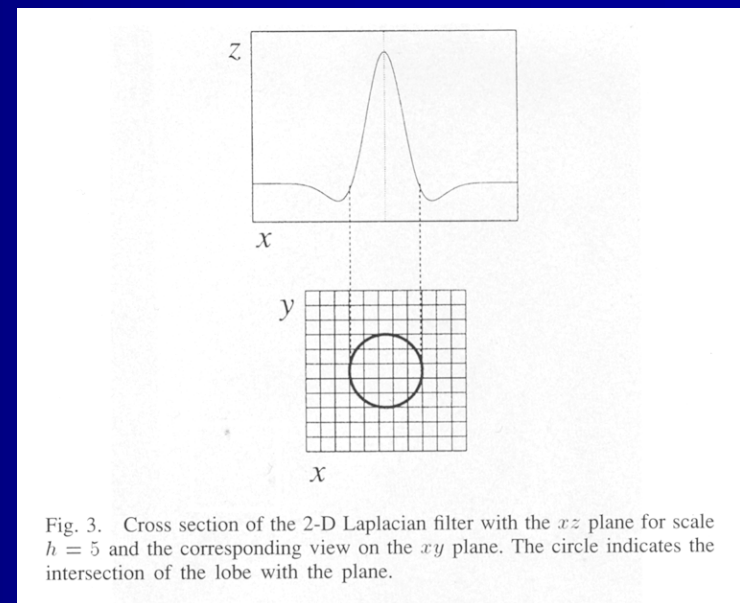 Z
X
y
X
Fig. 3. Cross section of the 2-D Laplacian filter with the xz plane for scale
h = 5 and the corresponding view on the xy plane. The circle indicates the
intersection of the lobe with the plane.